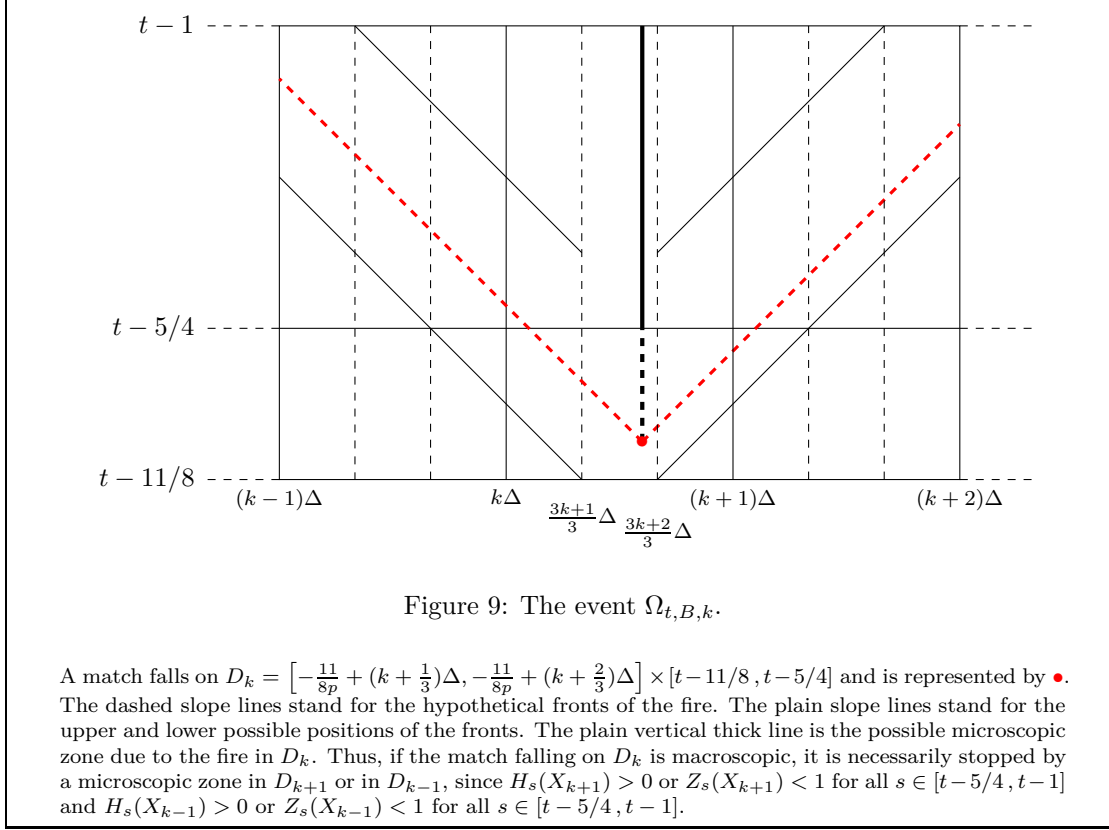 t − 1
t − 5/4
t − 11/8
(k − 1)Δ kΔ (k + 1)Δ (k + 2)Δ
\frac{3k+1}{3}Δ \frac{3k+2}{3}Δ
Figure 9: The event Ω_{t,B,k}.
A match falls on D_k = [−\frac{11}{8p} + (k + \frac{1}{3})Δ, −\frac{11}{8p} + (k + \frac{2}{3})Δ] × [t − 11/8 , t − 5/4] and is represented by •.
The dashed slope lines stand for the hypothetical fronts of the fire. The plain slope lines stand for the
upper and lower possible positions of the fronts. The plain vertical thick line is the possible microscopic
zone due to the fire in D_k. Thus, if the match falling on D_k is macroscopic, it is necessarily stopped by
a microscopic zone in D_{k+1} or in D_{k−1}, since H_s(X_{k+1}) > 0 or Z_s(X_{k+1}) < 1 for all s ∈ [t − 5/4 , t − 1]
and H_s(X_{k−1}) > 0 or Z_s(X_{k−1}) < 1 for all s ∈ [t − 5/4 , t − 1].